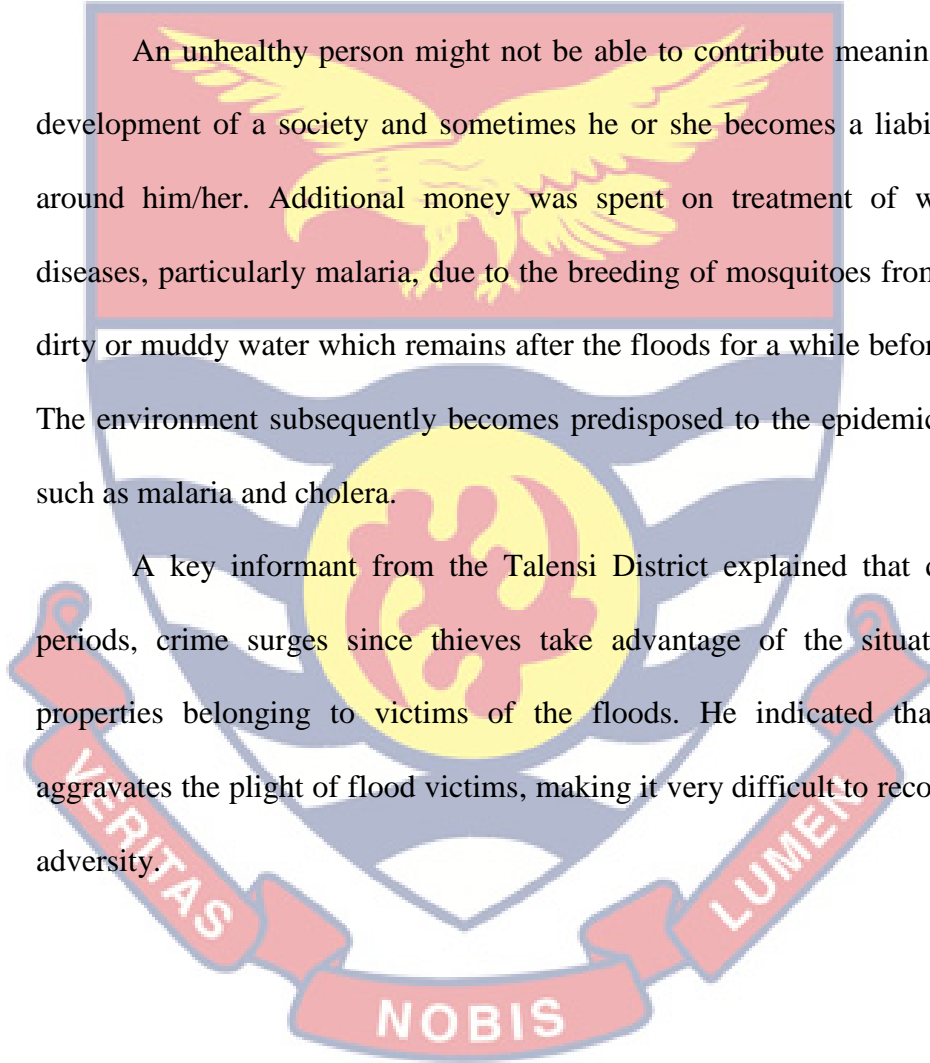 An unhealthy person might not be able to contribute meanin
development of a society and sometimes he or she becomes a liabi
around him/her. Additional money was spent on treatment of w
diseases, particularly malaria, due to the breeding of mosquitoes from
dirty or muddy water which remains after the floods for a while befor
The environment subsequently becomes predisposed to the epidemic
such as malaria and cholera.
A key informant from the Talensi District explained that d
periods, crime surges since thieves take advantage of the situat
properties belonging to victims of the floods. He indicated tha
aggravates the plight of flood victims, making it very difficult to reco
adversity.
VERITAS
NOBIS
LUMEN